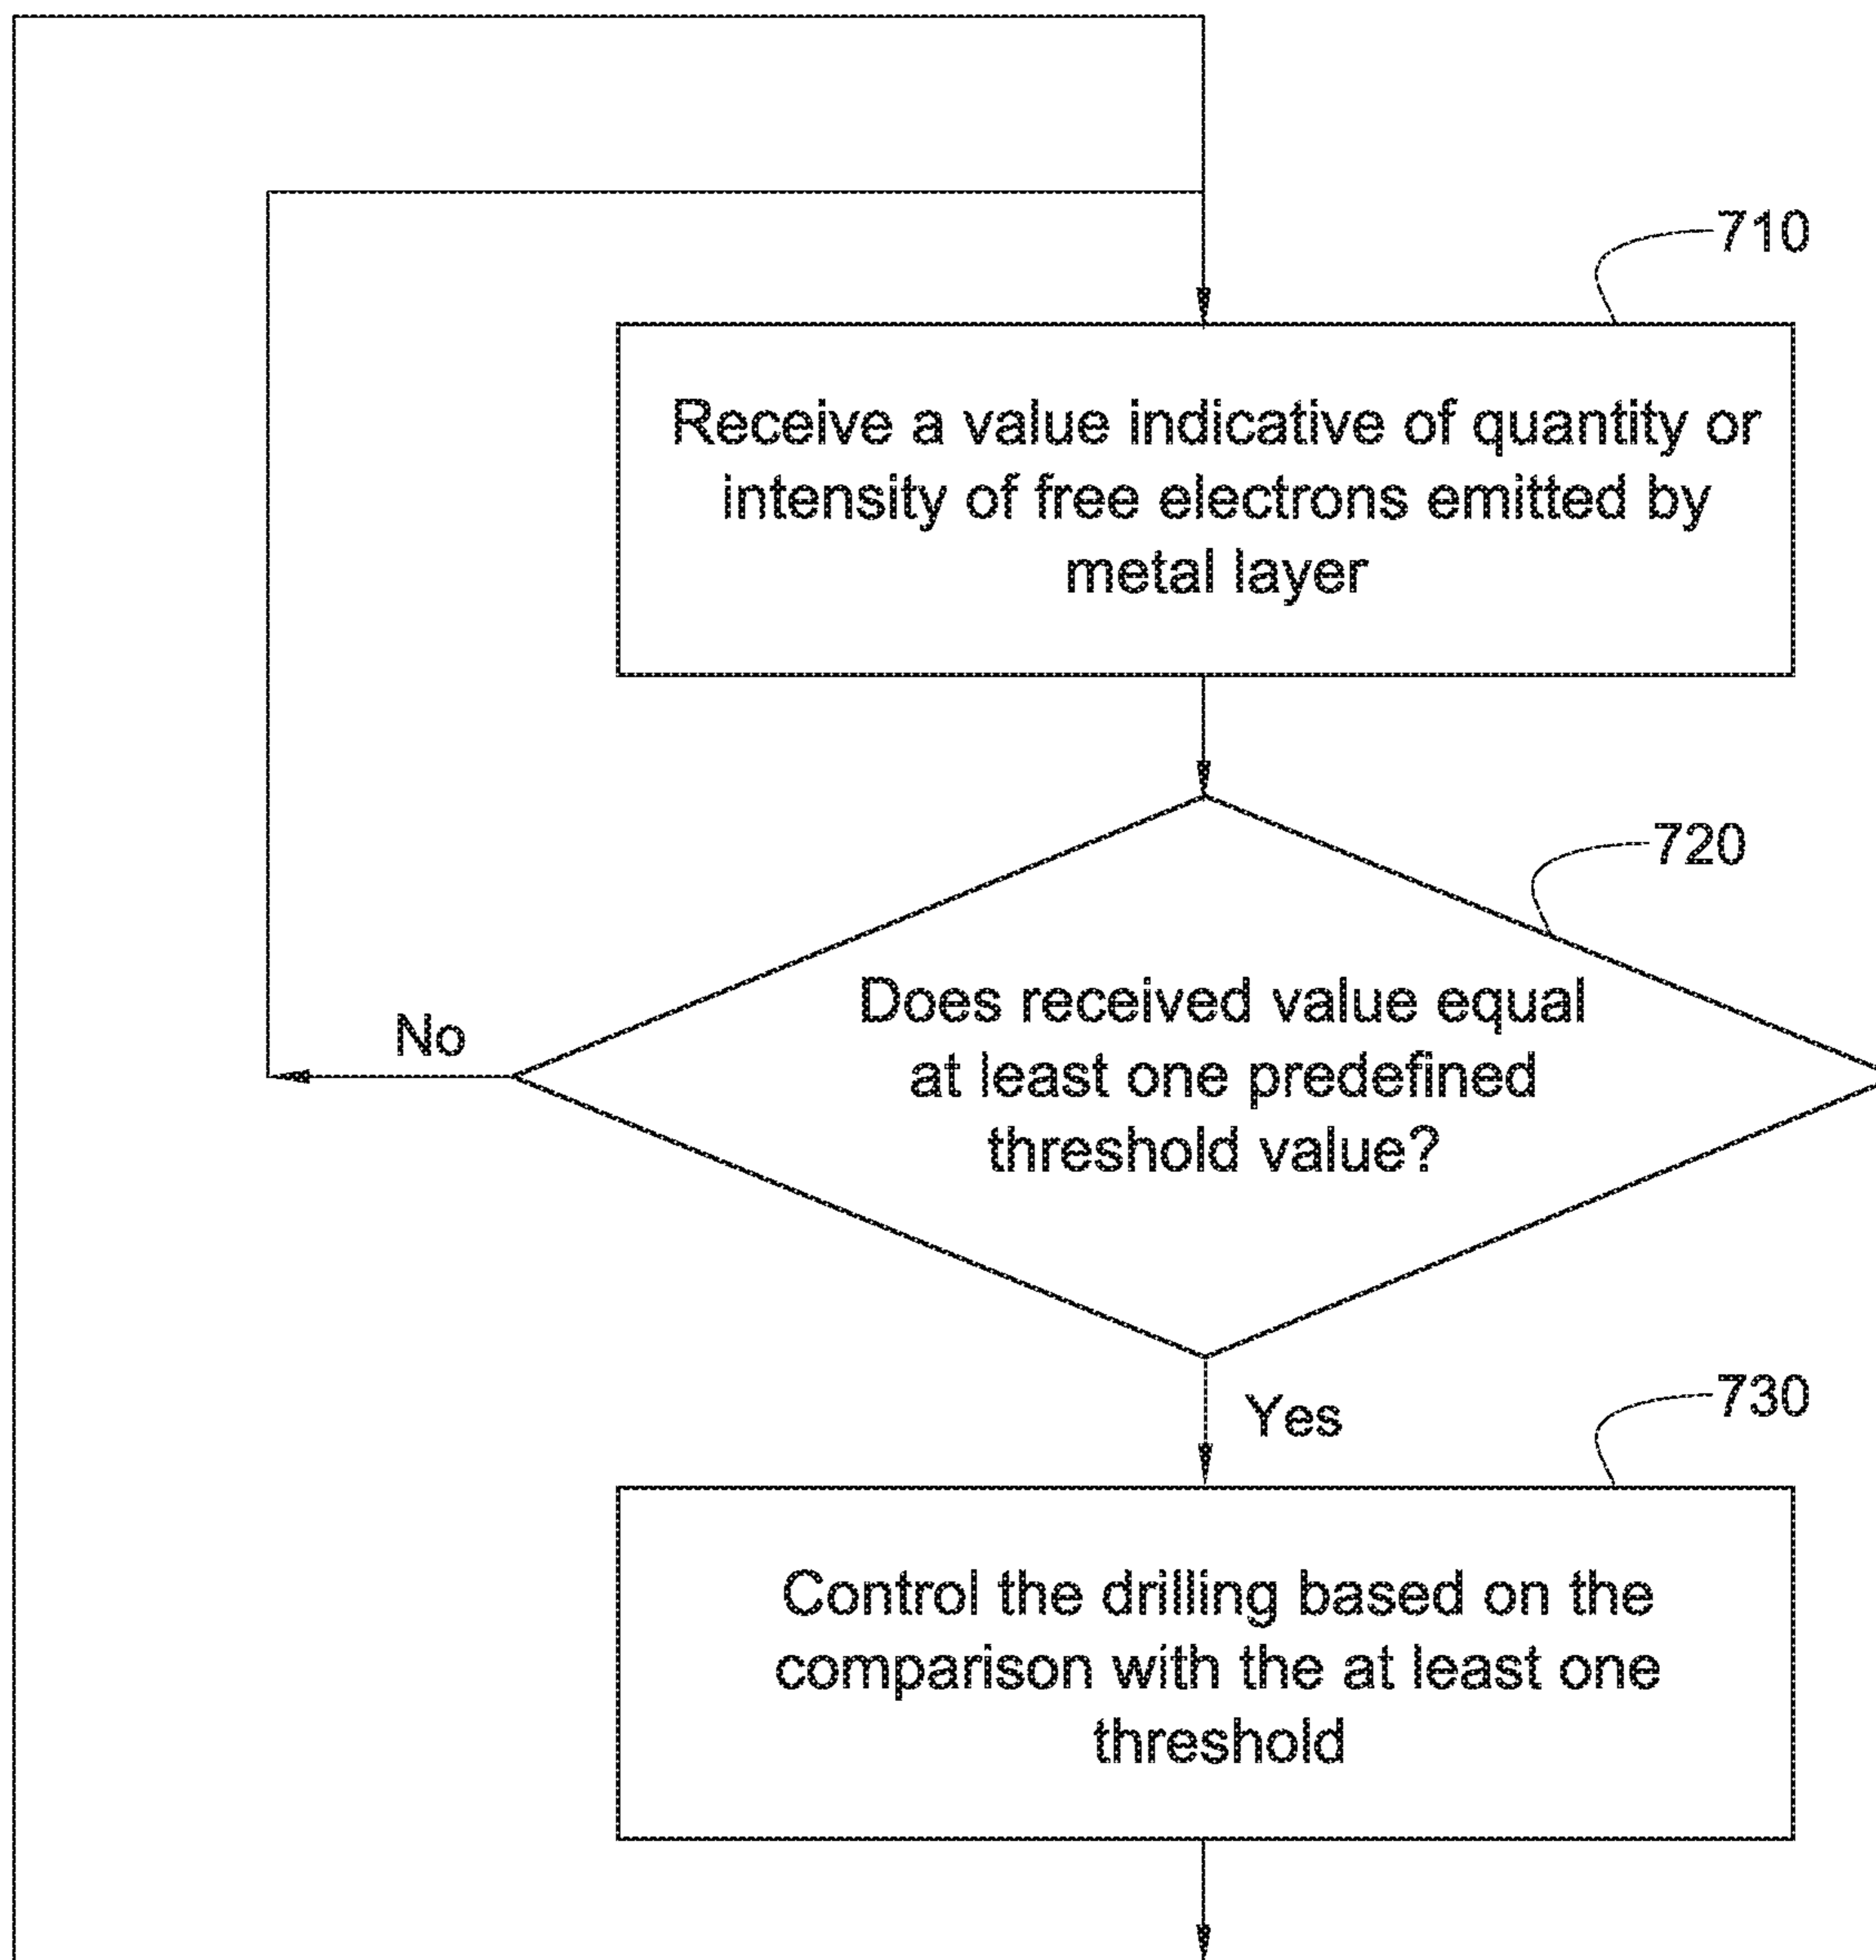 710
Receive a value indicative of quantity or
intensity of free electrons emitted by
metal layer
720
Does received value equal
at least one predefined
threshold value?
No
Yes
730
Control the drilling based on the
comparison with the at least one
threshold